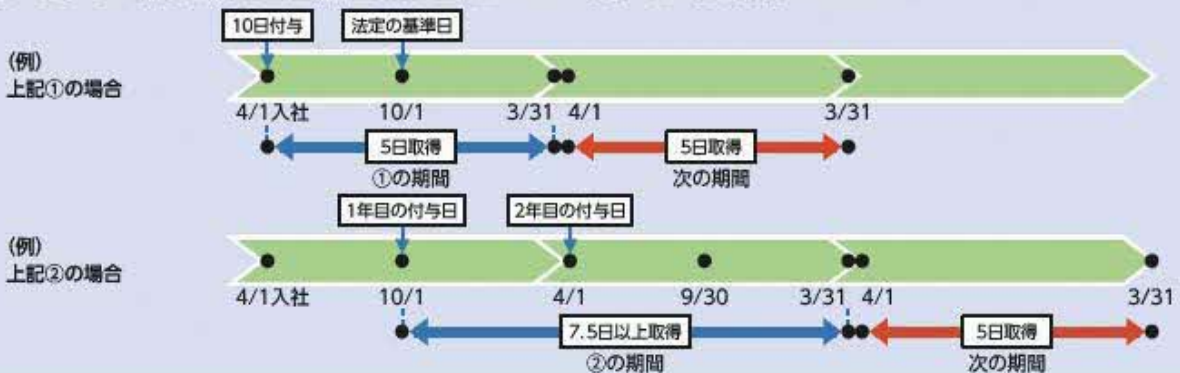 10日付与 法定の基準日
(例)
上記①の場合
4/1入社 10/1 3/31 4/1 3/31
5日取得 5日取得
①の期間 次の期間
1年目の付与日 2年目の付与日
(例)
上記②の場合
4/1入社 10/1 4/1 9/30 3/31 4/1 3/31
7.5日以上取得 5日取得
②の期間 次の期間